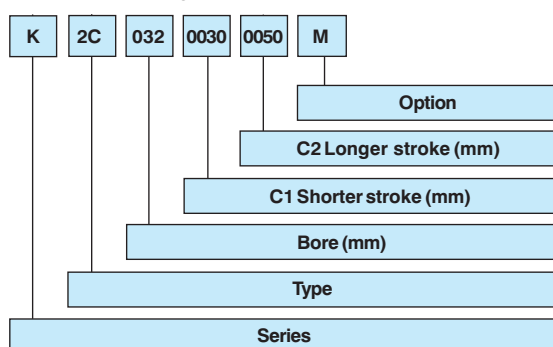 K 2C 032 0030 0050 M
Option
C2 Longer stroke (mm)
C1 Shorter stroke (mm)
Bore (mm)
Type
Series